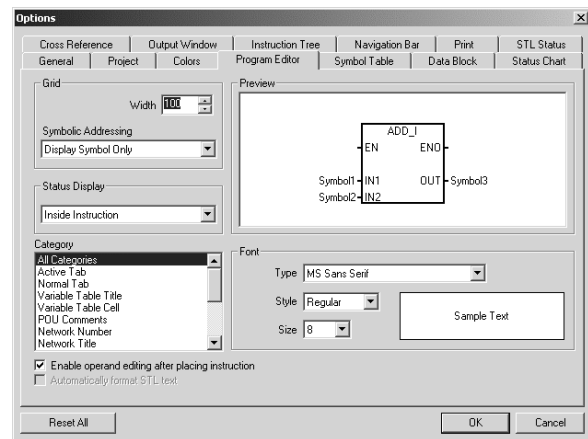 Options
Cross Reference Output Window Instruction Tree Navigation Bar Print STL Status
General Project Colors Program Editor Symbol Table Data Block Status Chart
Grid
Width 100
Symbolic Addressing
Display Symbol Only
Status Display
Inside Instruction
Category
All Categories
Active Tab
Normal Tab
Variable Table Title
Variable Table Cell
POU Comments
Network Number
Network Title
Preview
ADD_I
EN ENO
Symbol1 IN1 OUT Symbol3
Symbol2 IN2
Font
Type MS Sans Serif
Style Regular
Size 8
Sample Text
Enable operand editing after placing instruction
Automatically format STL text
Reset All OK Cancel